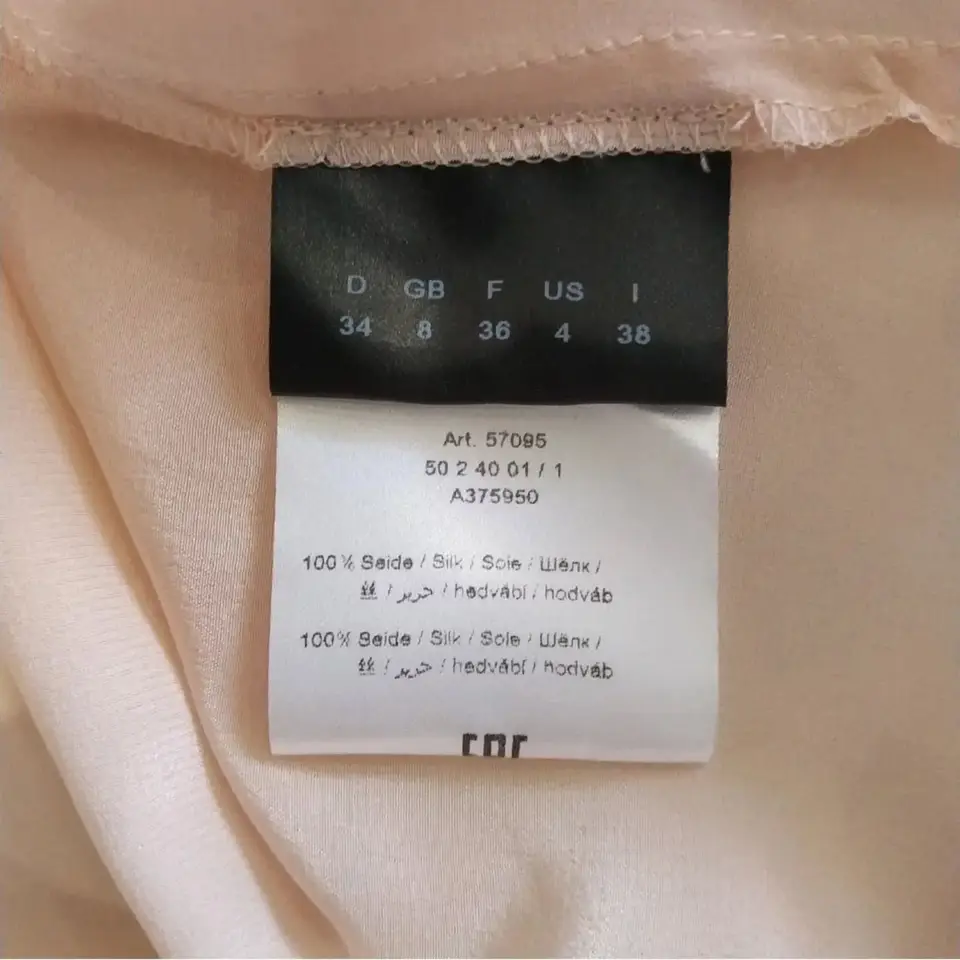 D GB F US I
34 8 36 4 38
Art. 57095
50 2 40 01 / 1
A375950
100% Seide / Silk / Soie / Шёлк /
丝 / حرير / hedvábí / hodváb
100% Seide / Silk / Soie / Шёлк /
丝 / حرير / hedvábí / hodváb